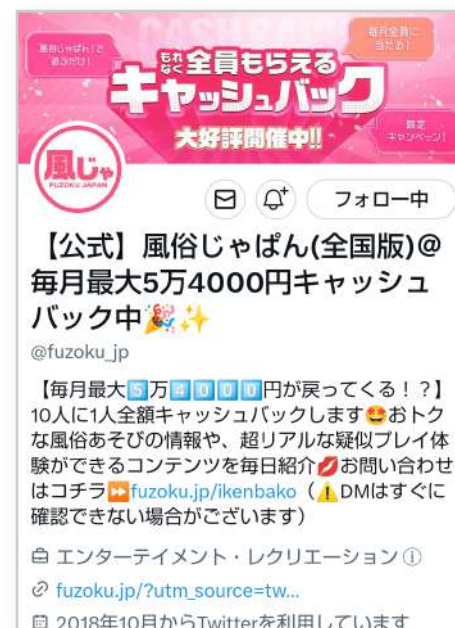 風俗じゃぱん!で
遊ぶだけ!
毎月全員に
当たる!
もれなく全員もらえる
キャッシュバック
大好評開催中!!
限定
キャンペーン!
風じゃ
FUZOKU JAPAN
フォロー中
【公式】風俗じゃぱん(全国版)@
毎月最大5万4000円キャッシュ
バック中🎉✨
@fuzoku_jp
【毎月最大5️⃣万4️⃣0️⃣0️⃣0️⃣円が戻ってくる！？】
10人に1人全額キャッシュバックします🤩おトク
な風俗あそびの情報や、超リアルな疑似プレイ体
験ができるコンテンツを毎日紹介💋お問い合わせ
はコチラ⏩fuzoku.jp/ikenbako（⚠️DMはすぐに
確認できない場合がございます）
エンターテイメント・レクリエーション
fuzoku.jp/?utm_source=tw...
2018年10月からTwitterを利用しています